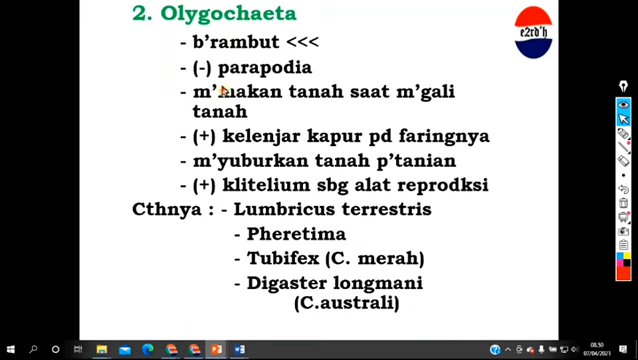 2. Olygochaeta
e2rd'h
- b'rambut <<<
- (-) parapodia
- m'makan tanah saat m'gali
tanah
- (+) kelenjar kapur pd faringnya
- m'yuburkan tanah p'tanian
- (+) klitelium sbg alat reprodksi
Cthnya : - Lumbricus terrestris
- Pheretima
- Tubifex (C. merah)
- Digaster longmani
(C.australi)
08.50
07/04/2021